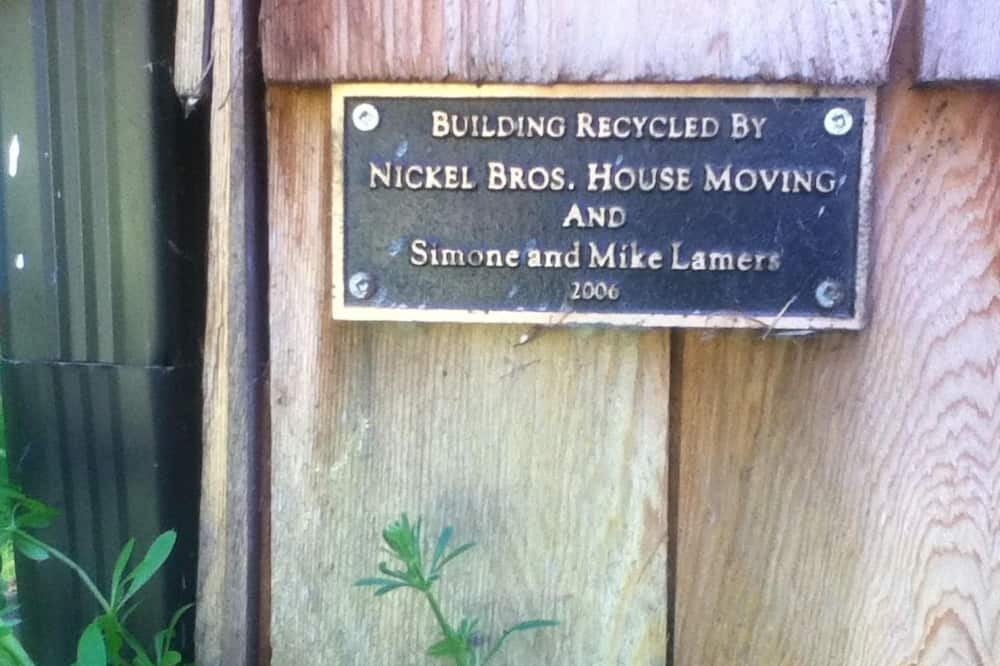 Building Recycled By
Nickel Bros. House Moving
And
Simone and Mike Lamers
2006